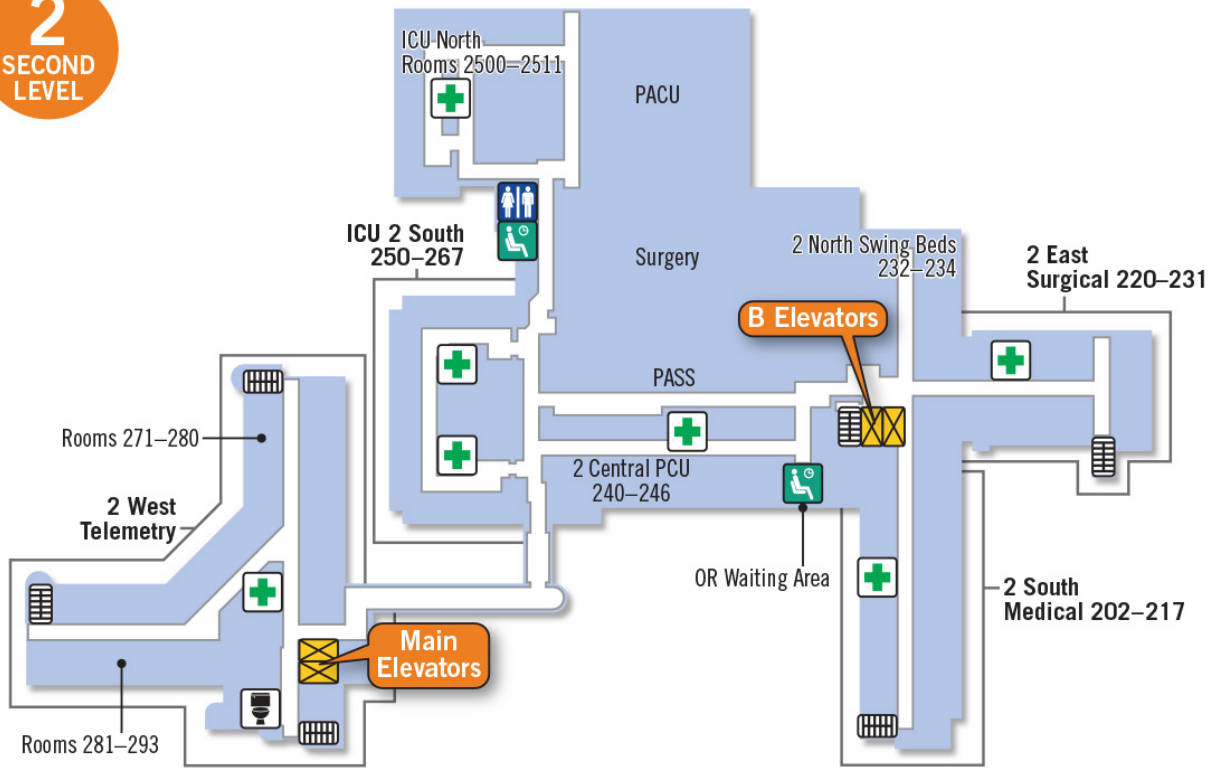 2
SECOND
LEVEL
ICU North
Rooms 2500–2511
PACU
ICU 2 South
250–267
Surgery
2 North Swing Beds
232–234
2 East
Surgical 220–231
B Elevators
PASS
Rooms 271–280
2 Central PCU
240–246
2 West
Telemetry
OR Waiting Area
2 South
Medical 202–217
Main
Elevators
Rooms 281–293